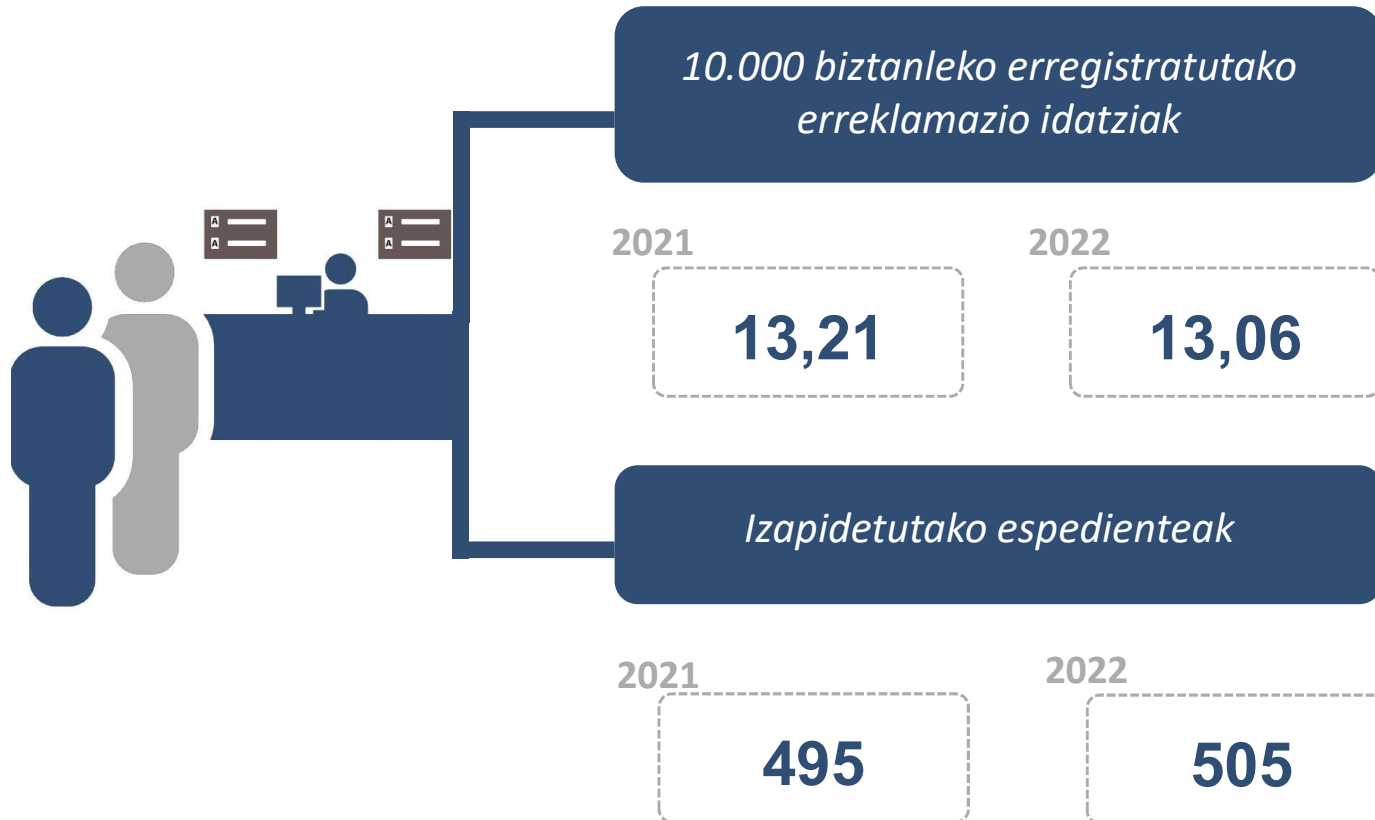 10.000 biztanleko erregistratutako
erreklamazio idatziak
A
A
A
A
2021
2022
13,21
13,06
Izapidetutako espedienteak
2021
2022
495
505